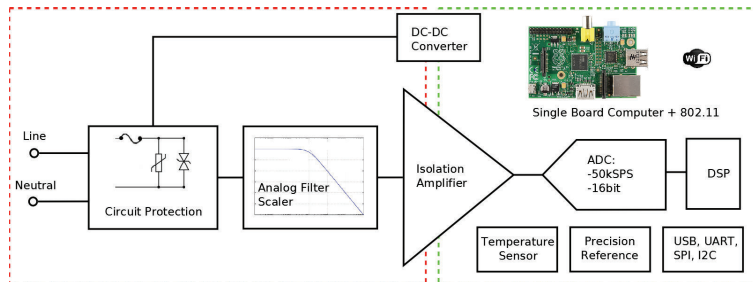 DC-DC
Converter
WiFi
Single Board Computer + 802.11
Line
Neutral
Circuit Protection
Analog Filter
Scaler
Isolation
Amplifier
ADC:
-50kSPS
-16bit
DSP
Temperature
Sensor
Precision
Reference
USB, UART,
SPI, I2C